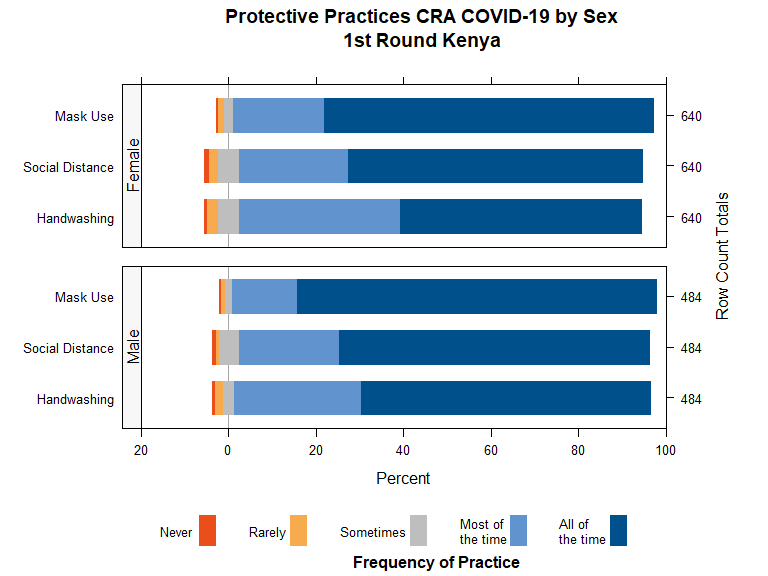 Protective Practices CRA COVID-19 by Sex
1st Round Kenya
Female
Mask Use
640
Social Distance
640
Handwashing
640
Male
Mask Use
484
Social Distance
484
Handwashing
484
Row Count Totals
20 0 20 40 60 80 100
Percent
Never
Rarely
Sometimes
Most of
the time
All of
the time
Frequency of Practice